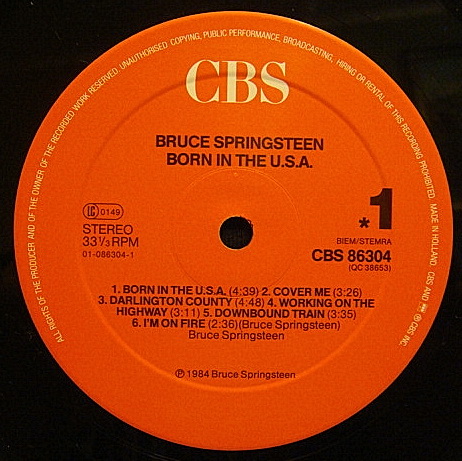 CBS
BRUCE SPRINGSTEEN
BORN IN THE U.S.A.
LC 0149
STEREO
33⅓ RPM
01-086304-1
*1
BIEM/STEMRA
CBS 86304
(QC 38653)
1. BORN IN THE U.S.A. (4:39) 2. COVER ME (3:26)
3. DARLINGTON COUNTY (4:48) 4. WORKING ON THE
HIGHWAY (3:11) 5. DOWNBOUND TRAIN (3:35)
6. I'M ON FIRE (2:36)(Bruce Springsteen)
Bruce Springsteen
℗ 1984 Bruce Springsteen
ALL RIGHTS OF THE PRODUCER AND OF THE OWNER OF THE RECORDED WORK RESERVED. UNAUTHORISED COPYING, PUBLIC PERFORMANCE, BROADCASTING, HIRING OR RENTAL OF THIS RECORDING PROHIBITED. MADE IN HOLLAND. CBS AND ® CBS INC.